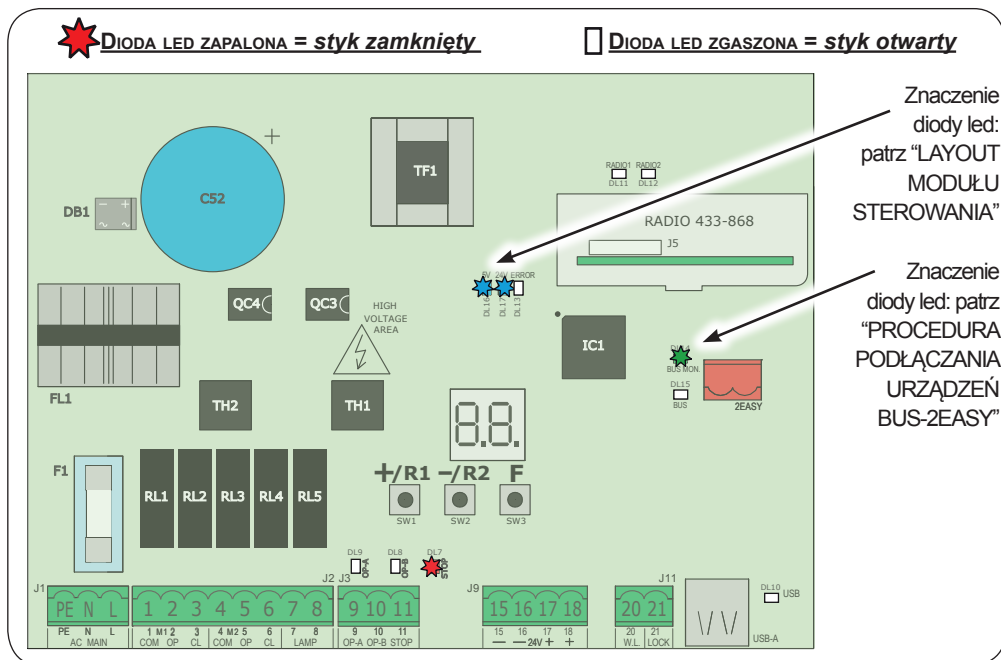 DIODA LED ZAPALONA = styk zamknięty
DIODA LED ZGASZONA = styk otwarty
Znaczenie
diody led:
patrz “LAYOUT
MODUŁU
STEROWANIA”
Znaczenie
diody led: patrz
“PROCEDURA
PODŁĄCZANIA
URZĄDZEŃ
BUS-2EASY”
+
TF1
RADIO1 RADIO2
DL11 DL12
C52
DB1
- +
~ ~
RADIO 433-868
J5
5V 24V ERROR
DL16 DL17 DL13
QC4 QC3
HIGH
VOLTAGE
AREA
IC1
DL14
BUS MON.
DL15
BUS
2EASY
FL1
TH2 TH1
8.8.
F1
+/R1 -/R2 F
SW1 SW2 SW3
RL1 RL2 RL3 RL4 RL5
DL9 DL8 DL7
OP-A OP-B STOP
J1 J2 J3 J9 J11
DL10
USB
PE N L 1 2 3 4 5 6 7 8 9 10 11 15 16 17 18 20 21
PE N L 1 M1 2 3 4 M2 5 6 7 8 9 10 11 15 16 17 18 20 21
AC MAIN COM OP CL COM OP CL LAMP OP-A OP-B STOP — — 24V + + W.L. LOCK
USB-A